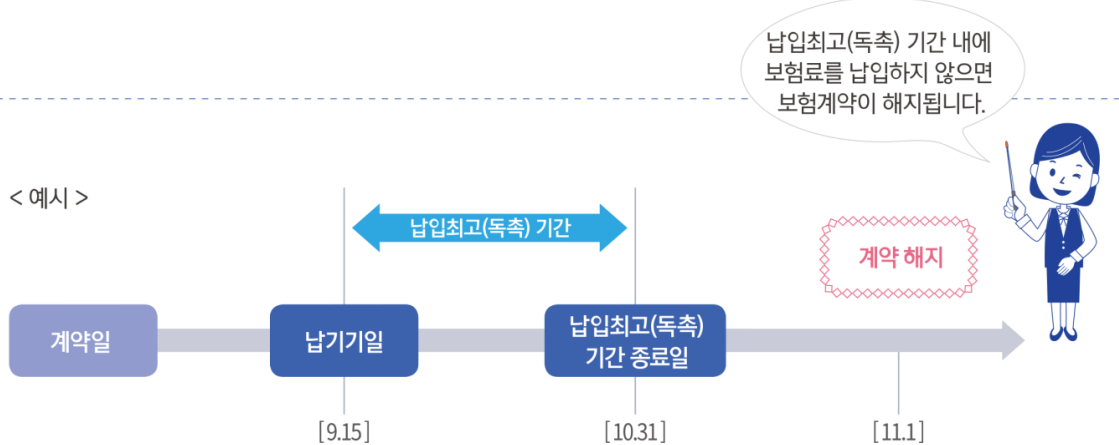 납입최고(독촉) 기간 내에
보험료를 납입하지 않으면
보험계약이 해지됩니다.
< 예시 >
납입최고(독촉) 기간
계약 해지
계약일
납기기일
납입최고(독촉)
기간 종료일
[9.15]
[10.31]
[11.1]